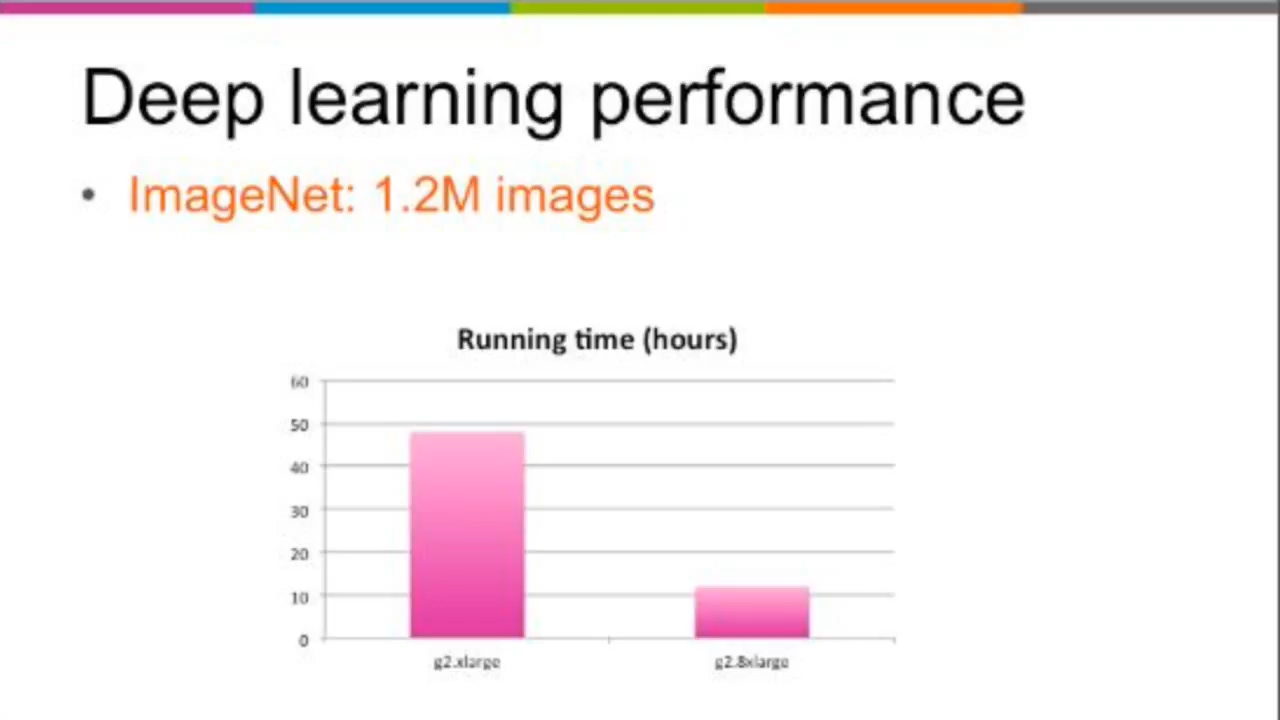 Deep learning performance
• ImageNet: 1.2M images
Running time (hours)
60
50
40
30
20
10
0
g2.xlarge
g2.8xlarge